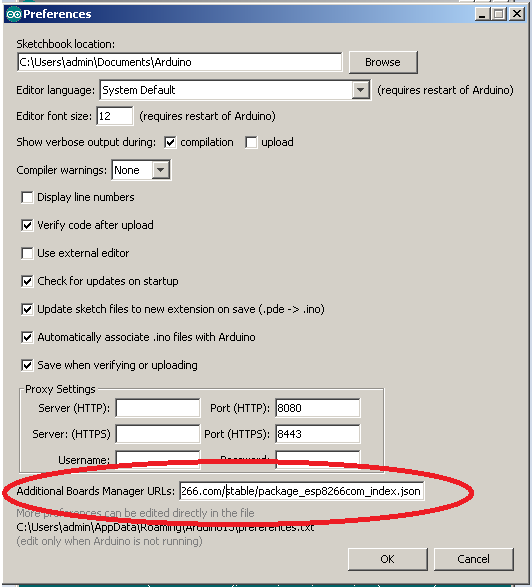 Preferences
Sketchbook location:
C:\Users\admin\Documents\Arduino Browse
Editor language: System Default (requires restart of Arduino)
Editor font size: 12 (requires restart of Arduino)
Show verbose output during: compilation upload
Compiler warnings: None
Display line numbers
Verify code after upload
Use external editor
Check for updates on startup
Update sketch files to new extension on save (.pde -> .ino)
Automatically associate .ino files with Arduino
Save when verifying or uploading
Proxy Settings
Server (HTTP): Port (HTTP): 8080
Server: (HTTPS) Port (HTTPS): 8443
Username: Password:
Additional Boards Manager URLs: 266.com/stable/package_esp8266com_index.json
More preferences can be edited directly in the file
C:\Users\admin\AppData\Roaming\Arduino15\preferences.txt
(edit only when Arduino is not running)
OK Cancel